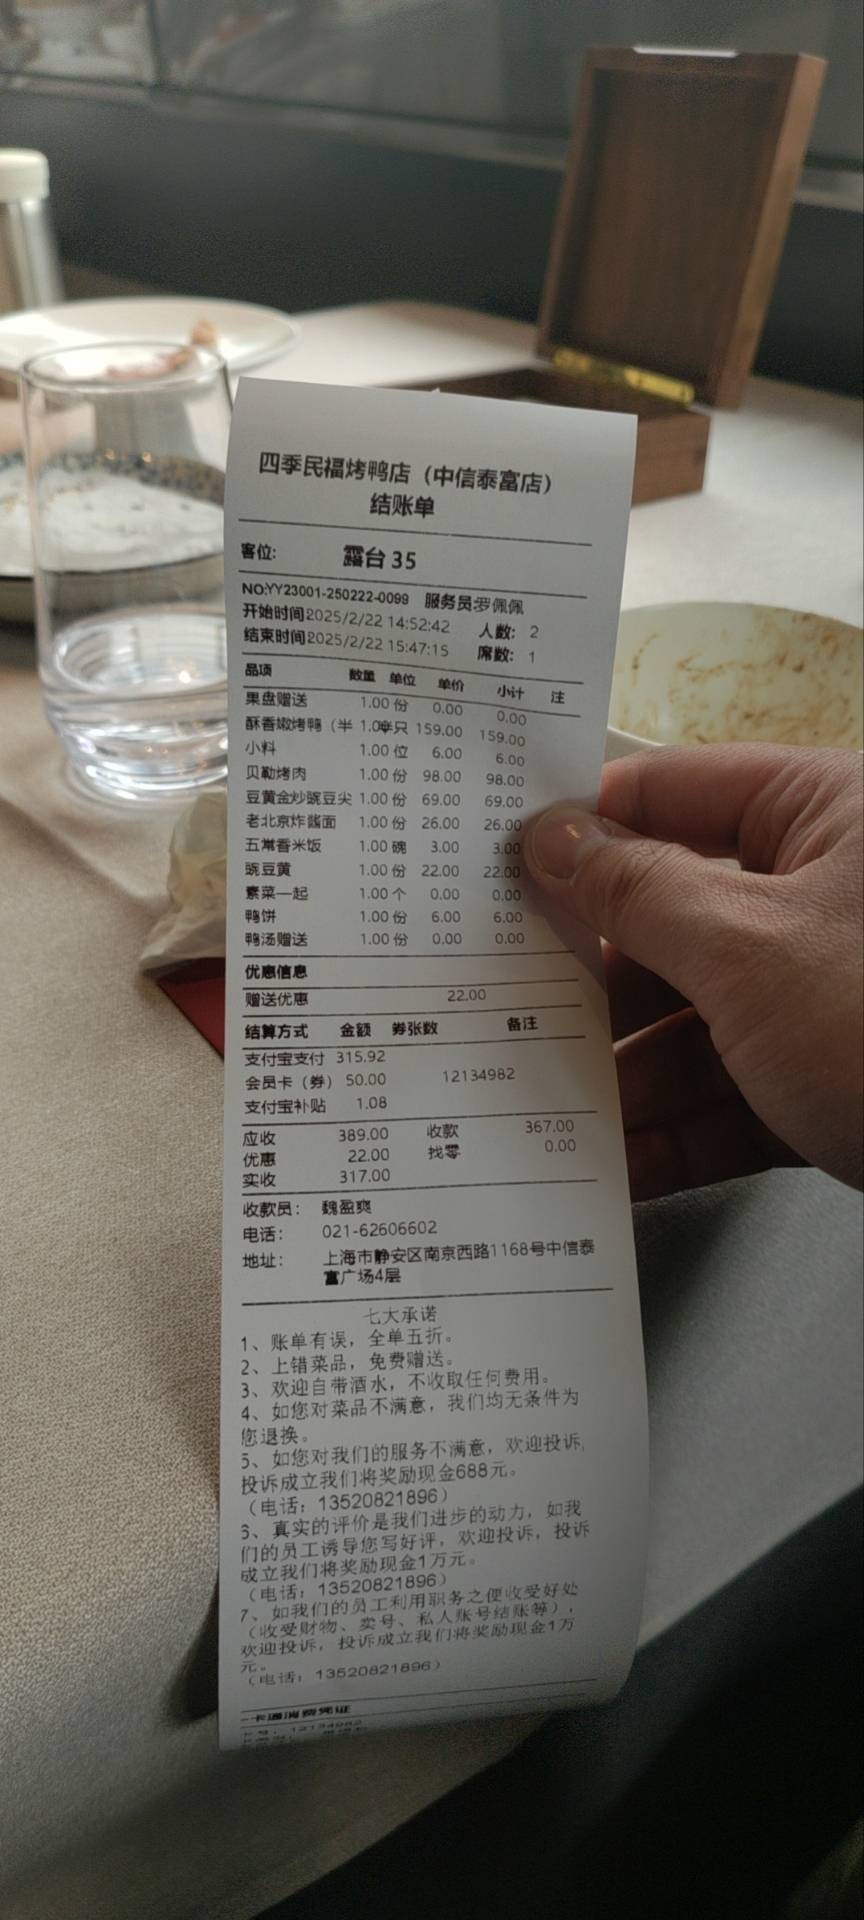 四季民福烤鸭店（中信泰富店）
结账单
客位： 露台 35
NO:YY23001-250222-0099 服务员:罗佩佩
开始时间:2025/2/22 14:52:42 人数： 2
结束时间:2025/2/22 15:47:15 席数： 1
品项 数量 单位 单价 小计 注
果盘赠送 1.00 份 0.00 0.00
酥香嫩烤鸭（半 1.00 半只 159.00 159.00
小料 1.00 位 6.00 6.00
贝勒烤肉 1.00 份 98.00 98.00
豆黄金炒豌豆尖 1.00 份 69.00 69.00
老北京炸酱面 1.00 份 26.00 26.00
五常香米饭 1.00 碗 3.00 3.00
豌豆黄 1.00 份 22.00 22.00
素菜一起 1.00 个 0.00 0.00
鸭饼 1.00 份 6.00 6.00
鸭汤赠送 1.00 份 0.00 0.00
优惠信息
赠送优惠 22.00
结算方式 金额 券张数 备注
支付宝支付 315.92
会员卡（券） 50.00 12134982
支付宝补贴 1.08
应收 389.00 收款 367.00
优惠 22.00 找零 0.00
实收 317.00
收款员： 魏盈爽
电话： 021-62606602
地址： 上海市静安区南京西路1168号中信泰
富广场4层
七大承诺
1、账单有误，全单五折。
2、上错菜品，免费赠送。
3、欢迎自带酒水，不收取任何费用。
4、如您对菜品不满意，我们均无条件为
您退换。
5、如您对我们的服务不满意，欢迎投诉，
投诉成立我们将奖励现金688元。
（电话：13520821896）
6、真实的评价是我们进步的动力，如我
们的员工诱导您写好评，欢迎投诉，投诉
成立我们将奖励现金1万元。
（电话：13520821896）
7、如我们的员工利用职务之便收受好处
（收受财物、卖号、私人账号结账等），
欢迎投诉，投诉成立我们将奖励现金1万
元。
（电话：13520821896）
一卡通消费凭证
卡号：12134982